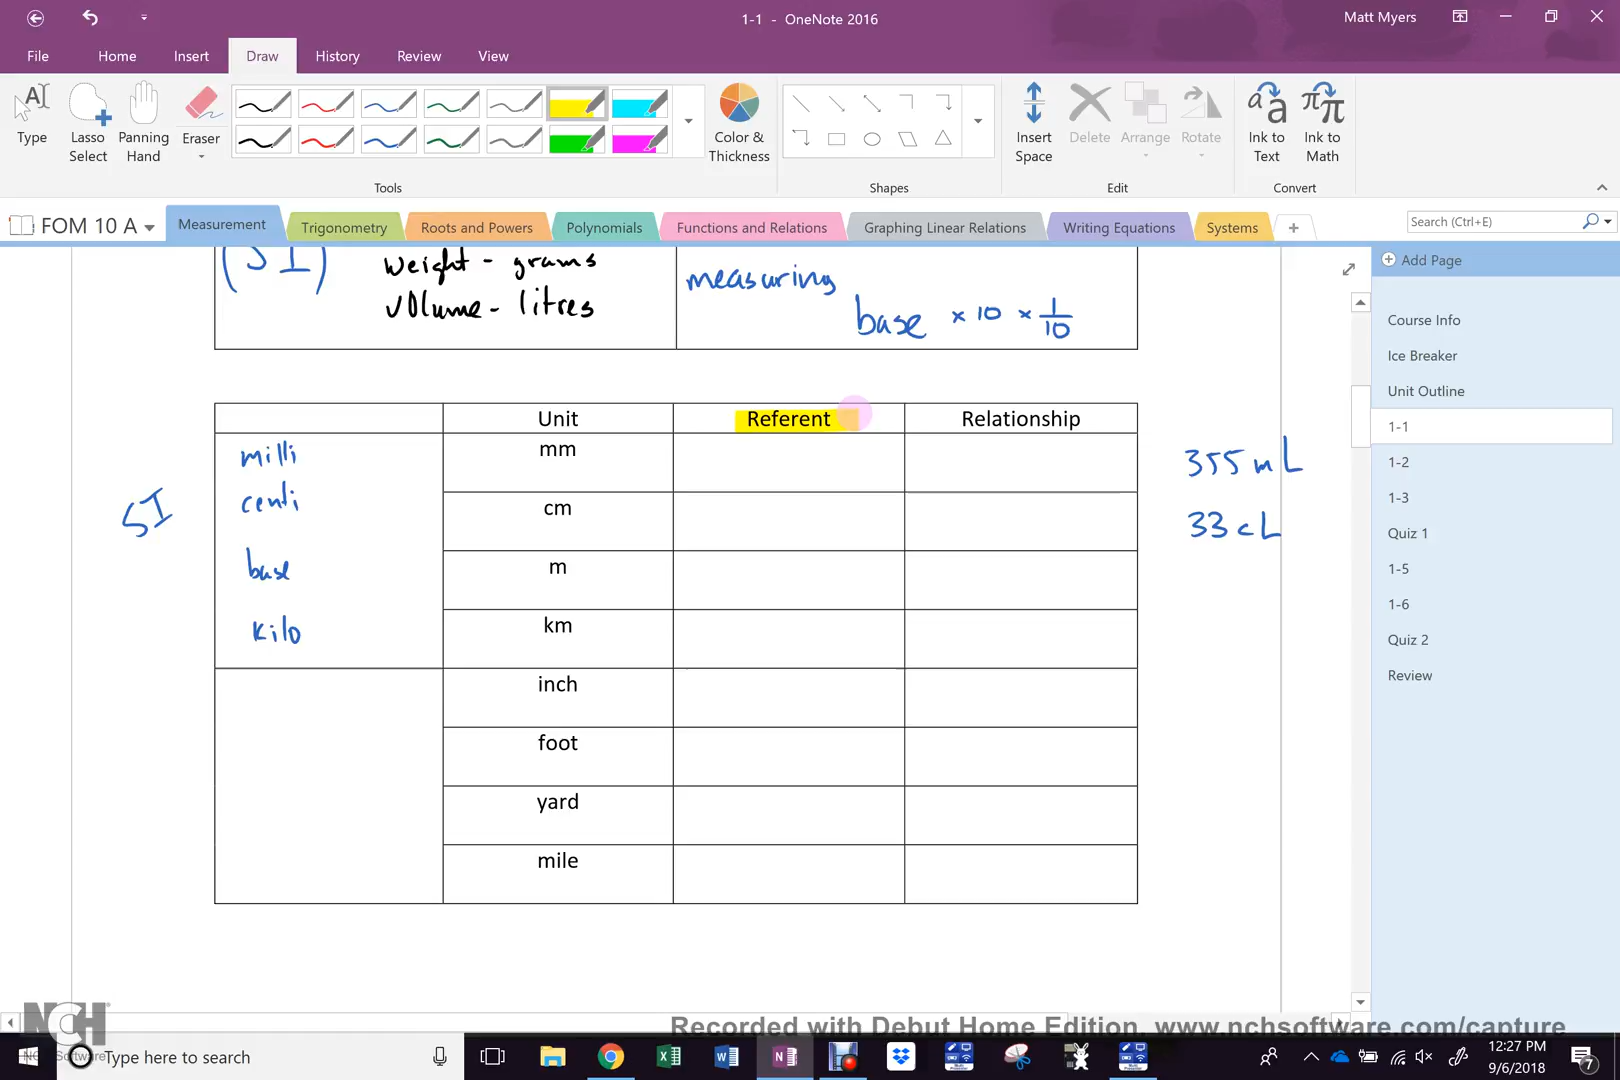 1-1 - OneNote 2016
Matt Myers
File Home Insert Draw History Review View
Type
Lasso Select
Panning Hand
Eraser
Color & Thickness
Insert Space
Delete
Arrange
Rotate
Ink to Text
Ink to Math
Tools
Shapes
Edit
Convert
FOM 10 A
Measurement
Trigonometry
Roots and Powers
Polynomials
Functions and Relations
Graphing Linear Relations
Writing Equations
Systems
+
Search (Ctrl+E)
(SI)
weight - grams
volume - litres
measuring
base × 10 × 1/10
Unit Referent Relationship
SI
milli
centi
base
kilo
mm
cm
m
km
inch
foot
yard
mile
355 mL
33 cL
Add Page
Course Info
Ice Breaker
Unit Outline
1-1
1-2
1-3
Quiz 1
1-5
1-6
Quiz 2
Review
NCH
NCH Software
Recorded with Debut Home Edition. www.nchsoftware.com/capture
Type here to search
12:27 PM
9/6/2018
7